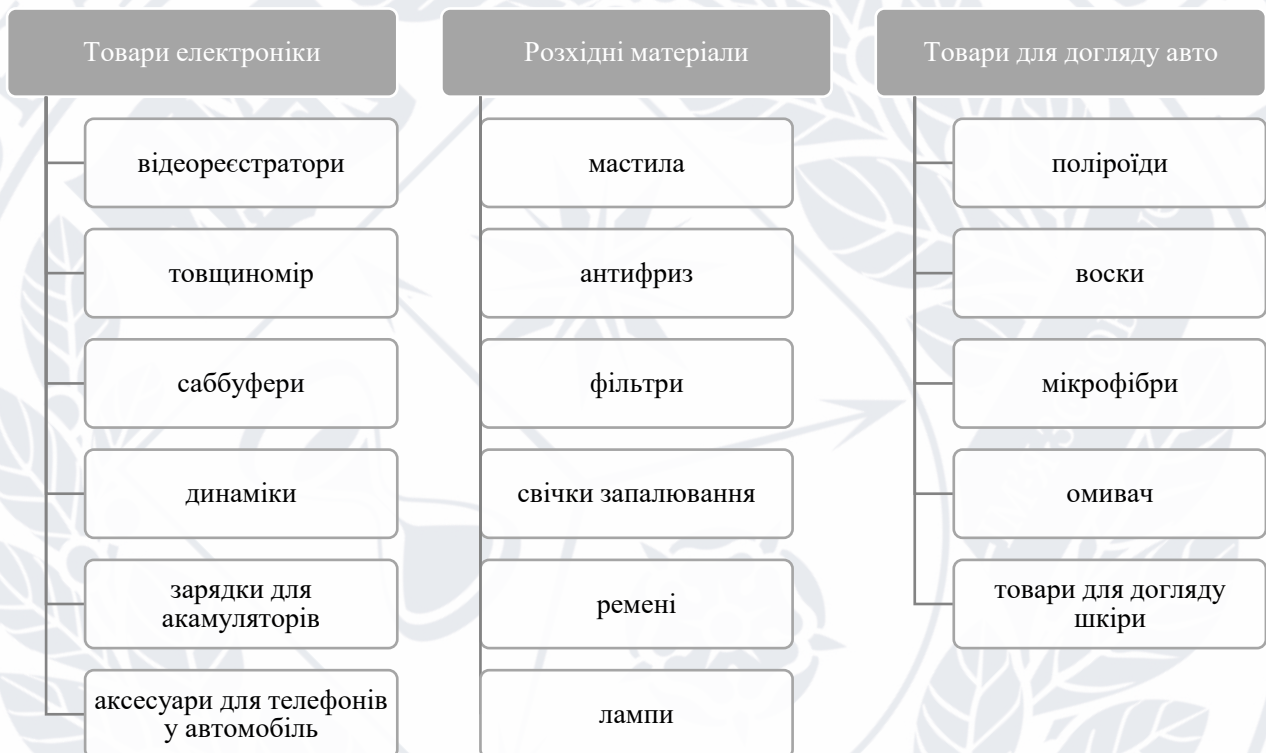 Товари електроніки
відеореєстратори
товщиномір
саббуфери
динаміки
зарядки для
акамуляторів
аксесуари для телефонів
у автомобіль
Розхідні матеріали
мастила
антифриз
фільтри
свічки запалювання
ремені
лампи
Товари для догляду авто
поліроїди
воски
мікрофібри
омивач
товари для догляду
шкіри